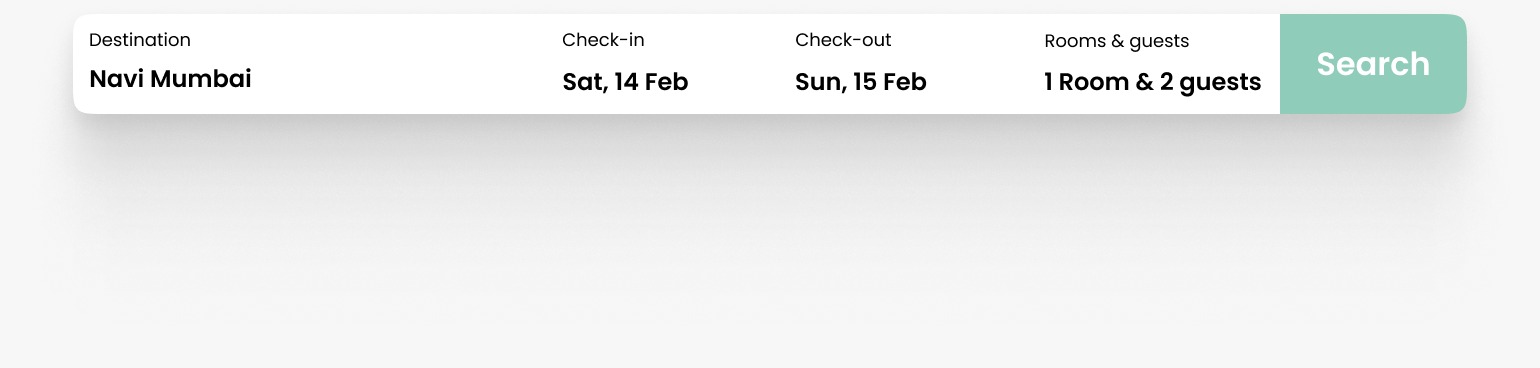 Destination
Navi Mumbai
Check-in
Sat, 14 Feb
Check-out
Sun, 15 Feb
Rooms & guests
1 Room & 2 guests
Search